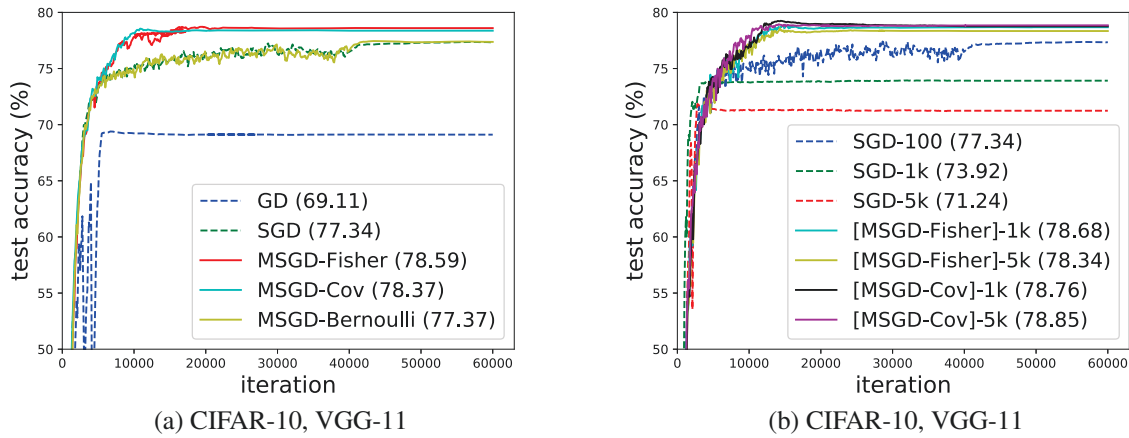 80
75
70
65
60
55
50
test accuracy (%)
GD (69.11)
SGD (77.34)
MSGD-Fisher (78.59)
MSGD-Cov (78.37)
MSGD-Bernoulli (77.37)
0 10000 20000 30000 40000 50000 60000
iteration
(a) CIFAR-10, VGG-11
80
75
70
65
60
55
50
test accuracy (%)
SGD-100 (77.34)
SGD-1k (73.92)
SGD-5k (71.24)
[MSGD-Fisher]-1k (78.68)
[MSGD-Fisher]-5k (78.34)
[MSGD-Cov]-1k (78.76)
[MSGD-Cov]-5k (78.85)
0 10000 20000 30000 40000 50000 60000
iteration
(b) CIFAR-10, VGG-11